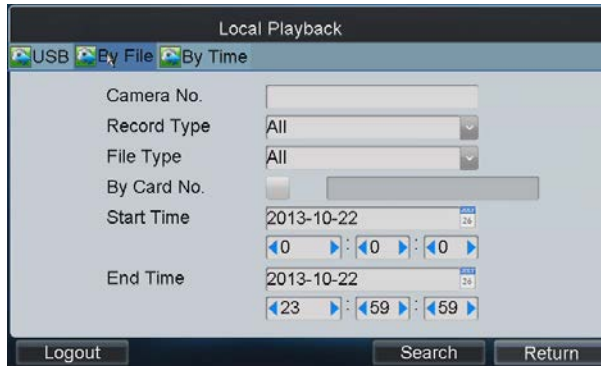 Local Playback
USB By File By Time
Camera No.
Record Type All
File Type All
By Card No.
Start Time 2013-10-22
0 : 0 : 0
End Time 2013-10-22
23 : 59 : 59
Logout Search Return